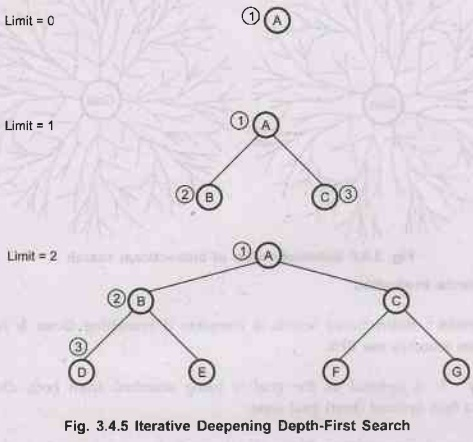 Limit = 0
1 A
Limit = 1
1 A
2 B C 3
Limit = 2
1 A
2 B C
3
D E F G
Fig. 3.4.5 Iterative Deepening Depth-First Search